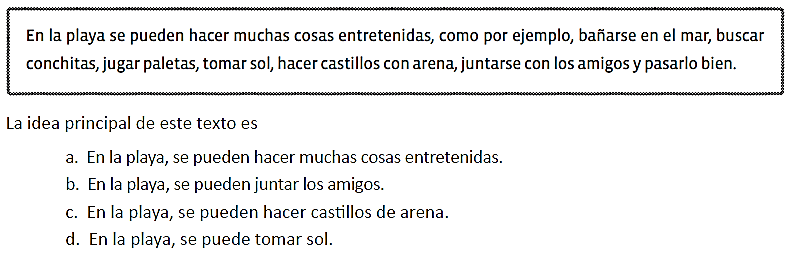 En la playa se pueden hacer muchas cosas entretenidas, como por ejemplo, bañarse en el mar, buscar
conchitas, jugar paletas, tomar sol, hacer castillos con arena, juntarse con los amigos y pasarlo bien.
La idea principal de este texto es
a. En la playa, se pueden hacer muchas cosas entretenidas.
b. En la playa, se pueden juntar los amigos.
c. En la playa, se pueden hacer castillos de arena.
d. En la playa, se puede tomar sol.